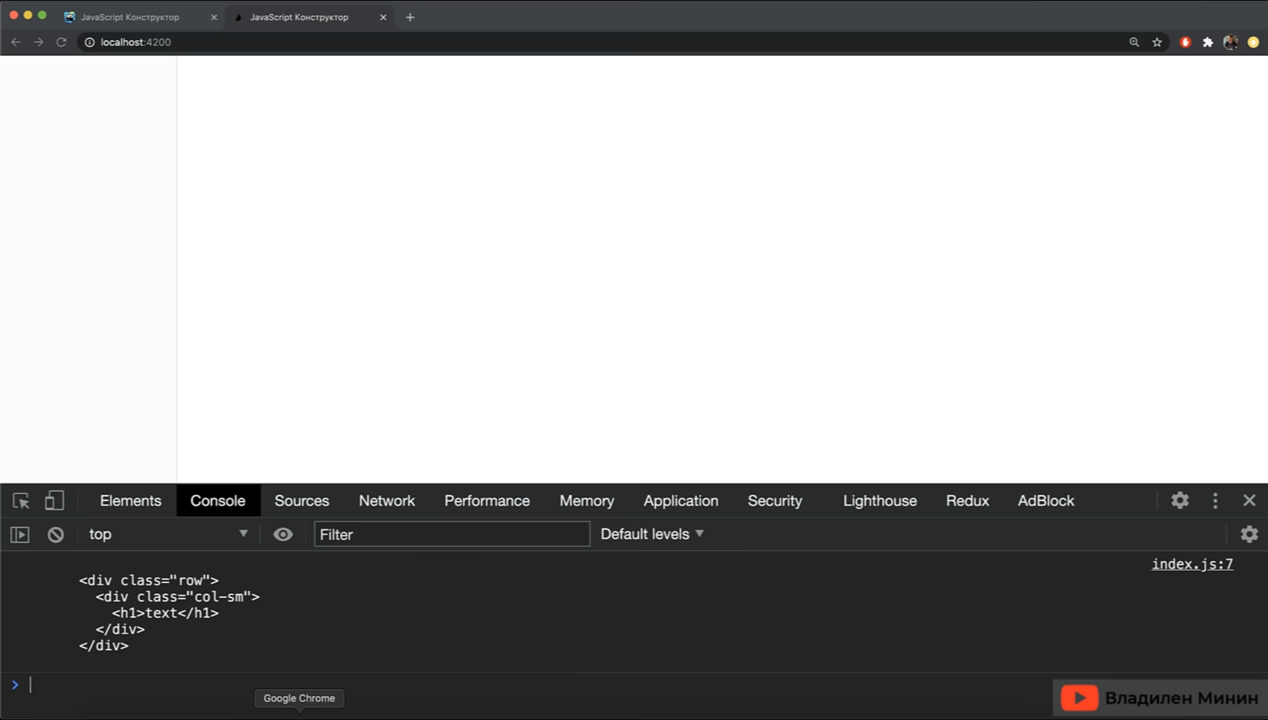 JavaScript Конструктор
JavaScript Конструктор
localhost:4200
Elements Console Sources Network Performance Memory Application Security Lighthouse Redux AdBlock
top Filter Default levels
index.js:7
<div class="row">
  <div class="col-sm">
    <h1>text</h1>
  </div>
</div>
Google Chrome
Владилен Минин